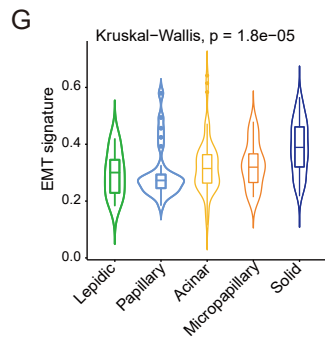 G
Kruskal−Wallis, p = 1.8e−05
EMT signature
0.6
0.4
0.2
0.0
Lepidic
Papillary
Acinar
Micropapillary
Solid